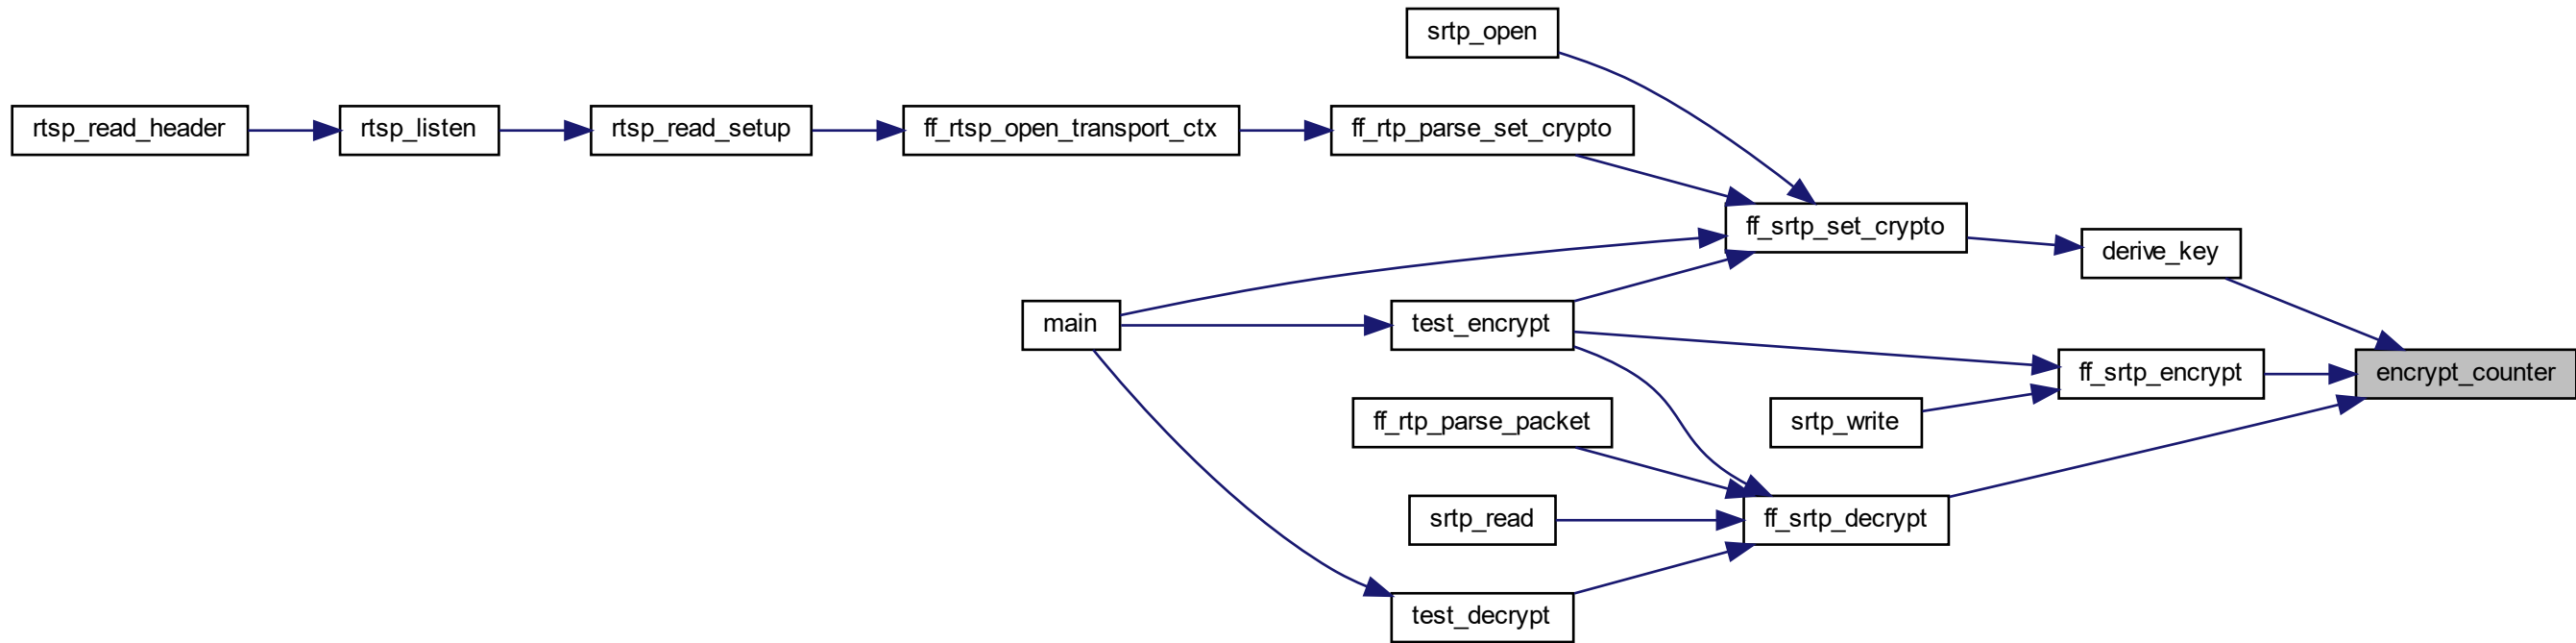 srtp_open
rtsp_read_header
rtsp_listen
rtsp_read_setup
ff_rtsp_open_transport_ctx
ff_rtp_parse_set_crypto
ff_srtp_set_crypto
derive_key
main
test_encrypt
ff_srtp_encrypt
encrypt_counter
ff_rtp_parse_packet
srtp_write
srtp_read
ff_srtp_decrypt
test_decrypt